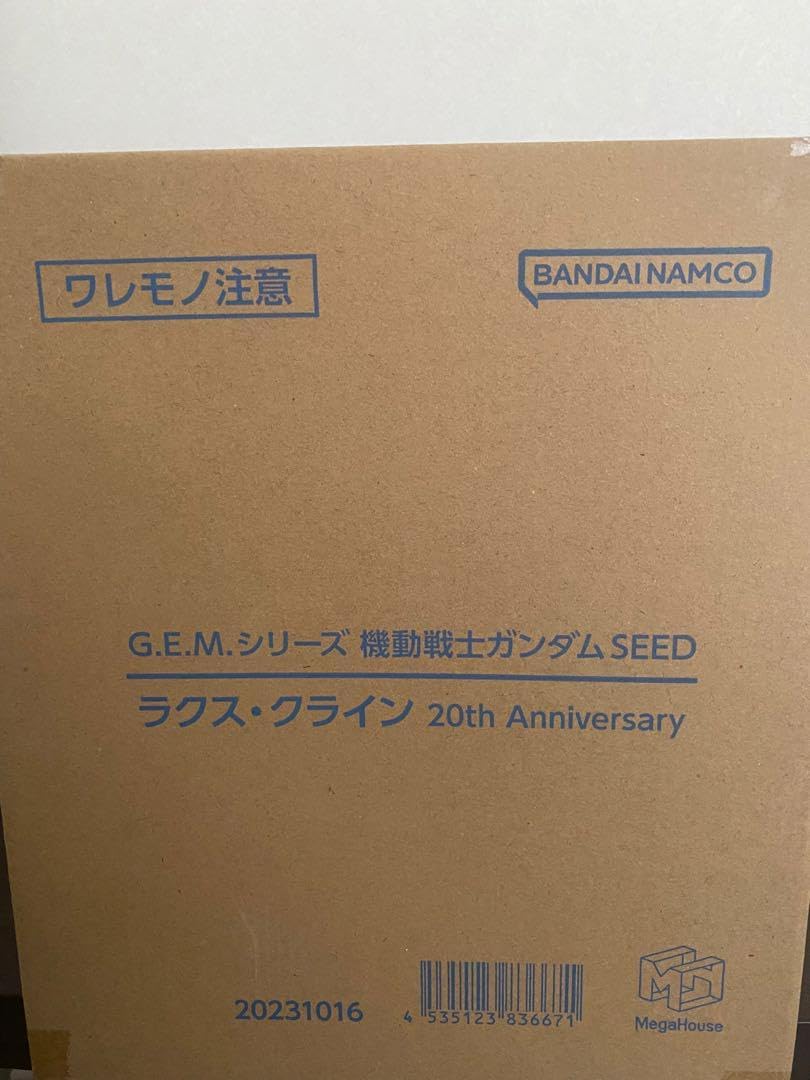 ワレモノ注意
BANDAI NAMCO
G.E.M.シリーズ 機動戦士ガンダムSEED
ラクス・クライン 20th Anniversary
20231016
4 535123 836671
MegaHouse